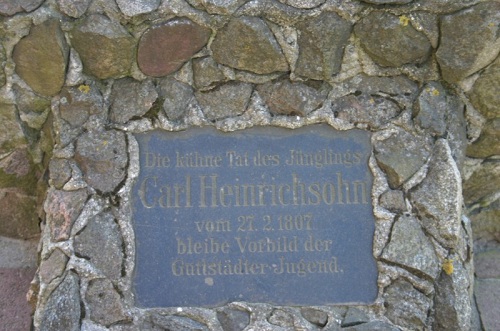 Die kühne Tat des Jünglings
Carl Heinrichsohn
vom 27. 2. 1807.
bleibe Vorbild der
Guttstädter Jugend.